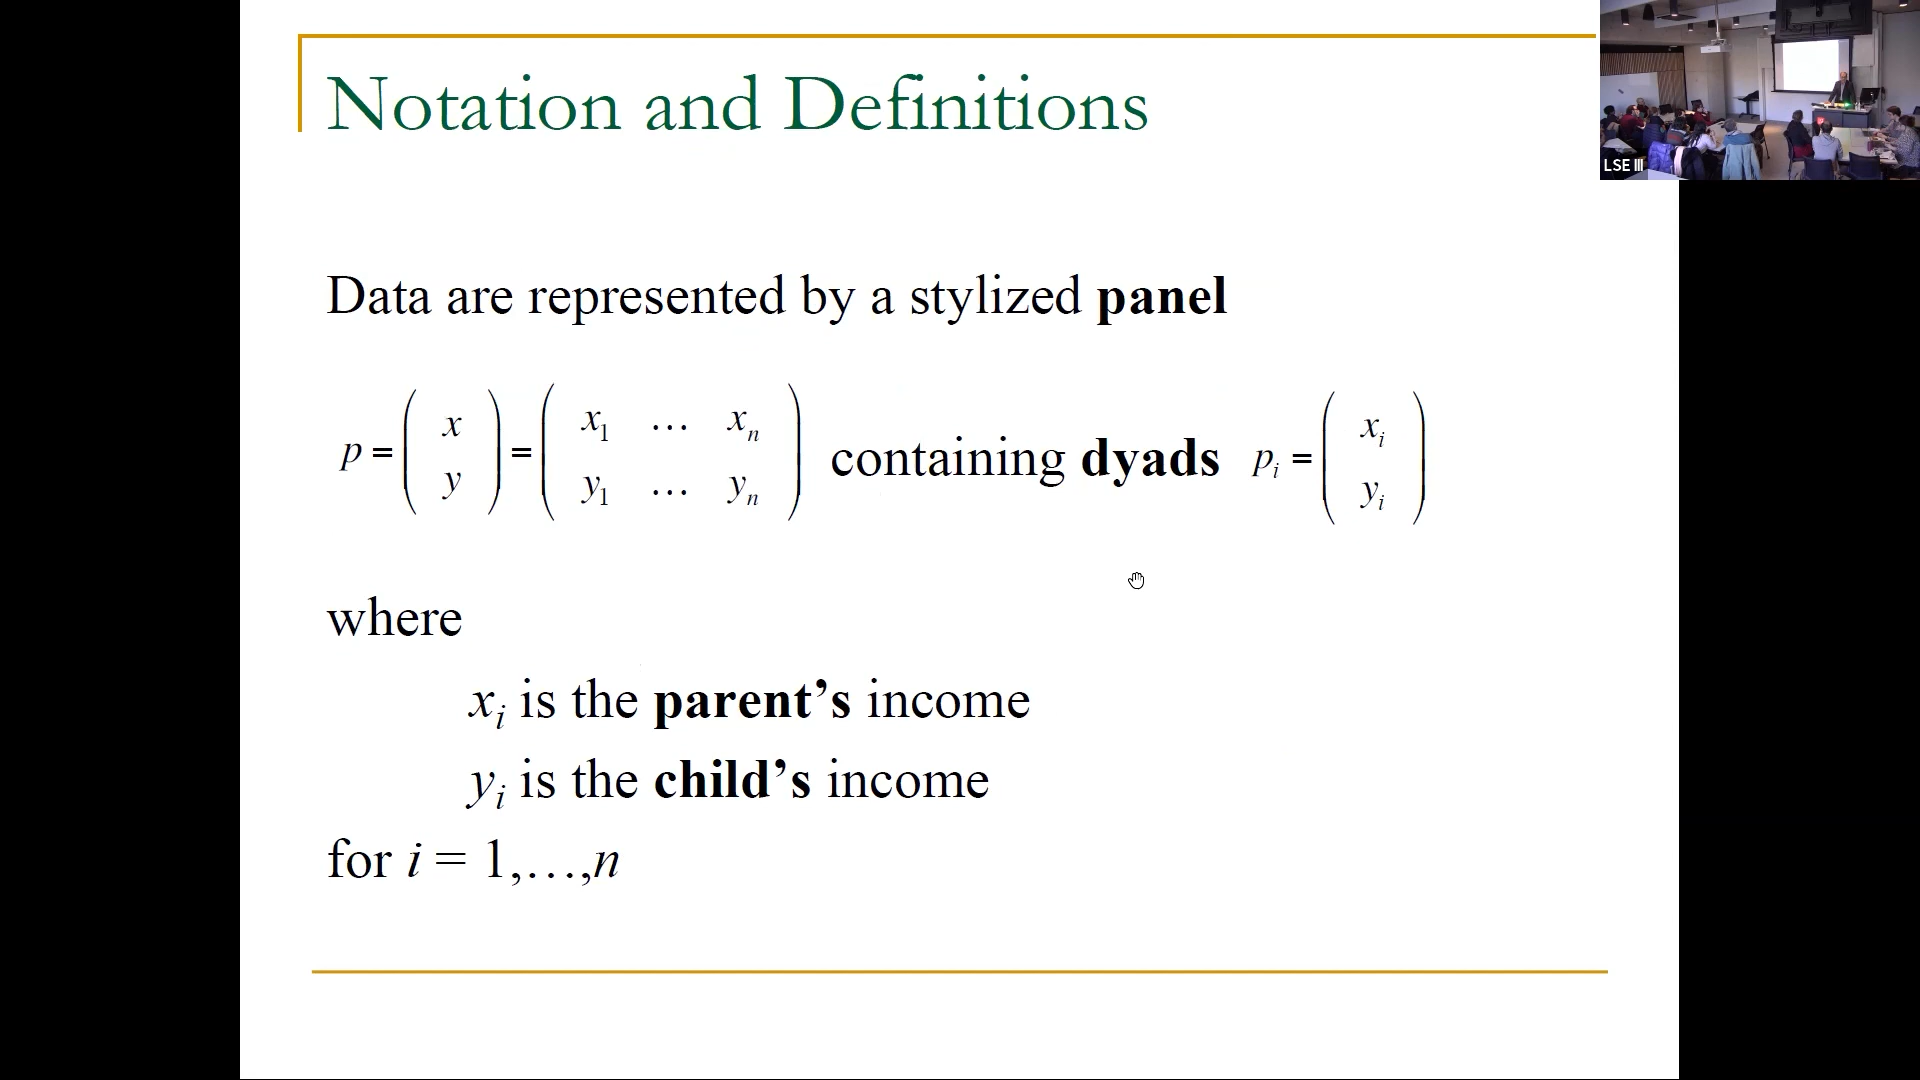 Notation and Definitions
LSE III
Data are represented by a stylized panel
p = ( x y ) = ( x₁ … xₙ y₁ … yₙ ) containing dyads pᵢ = ( xᵢ yᵢ )
where
xᵢ is the parent’s income
yᵢ is the child’s income
for i = 1,…,n